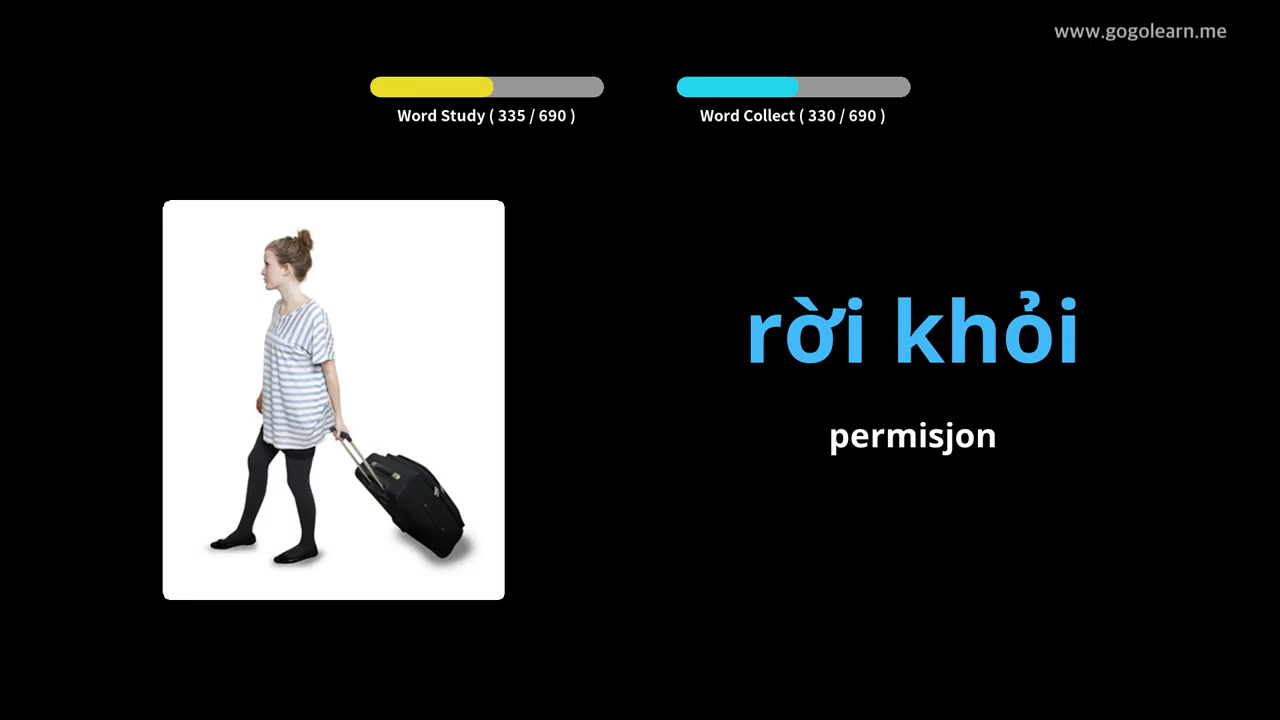 www.gogolearn.me
Word Study ( 335 / 690 )
Word Collect ( 330 / 690 )
rời khỏi
permisjon